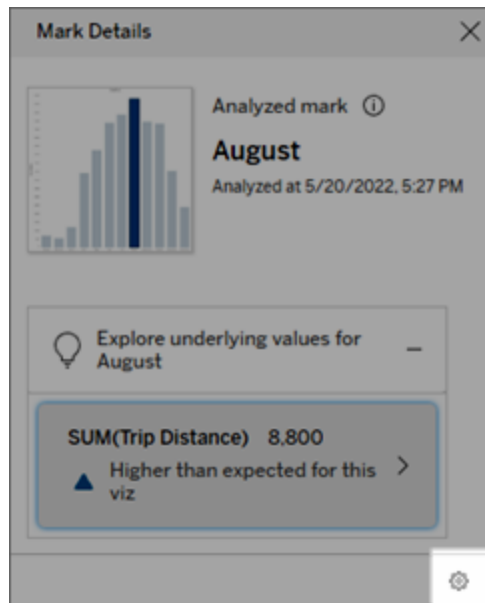 Mark Details
Analyzed mark
August
Analyzed at 5/20/2022, 5:27 PM
Explore underlying values for
August
SUM(Trip Distance) 8,800
Higher than expected for this
viz